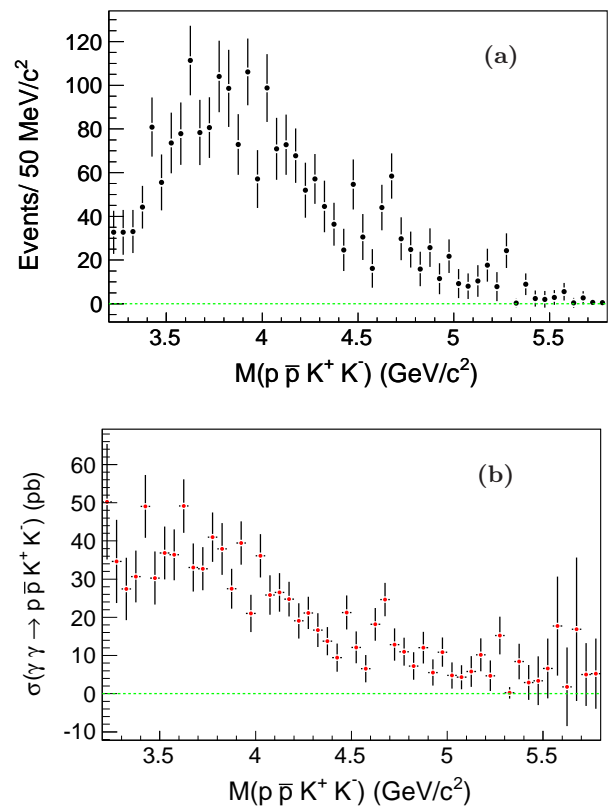 (a)
Events/ 50 MeV/c²
120
100
80
60
40
20
0
3.5 4 4.5 5 5.5
M(p p̅ K⁺ K⁻) (GeV/c²)
(b)
σ(γ γ → p p̅ K⁺ K⁻) (pb)
60
50
40
30
20
10
0
-10
3.5 4 4.5 5 5.5
M(p p̅ K⁺ K⁻) (GeV/c²)